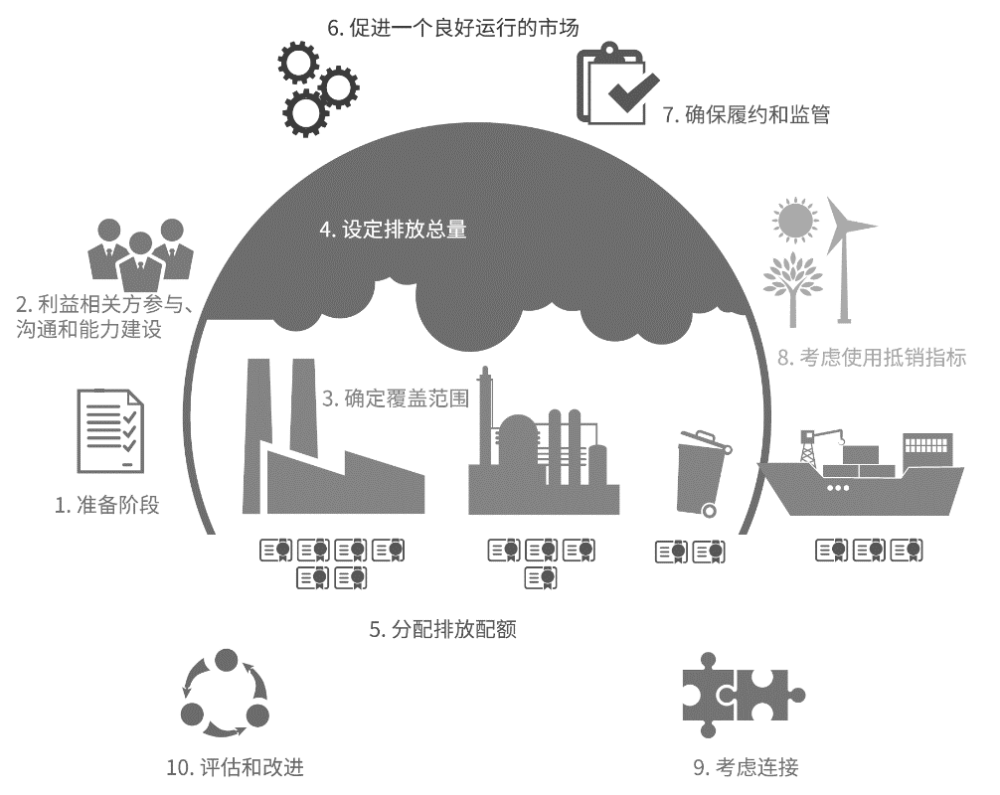 6. 促进一个良好运行的市场
7. 确保履约和监管
4. 设定排放总量
2. 利益相关方参与、
沟通和能力建设
8. 考虑使用抵销指标
3. 确定覆盖范围
1. 准备阶段
5. 分配排放配额
10. 评估和改进
9. 考虑连接